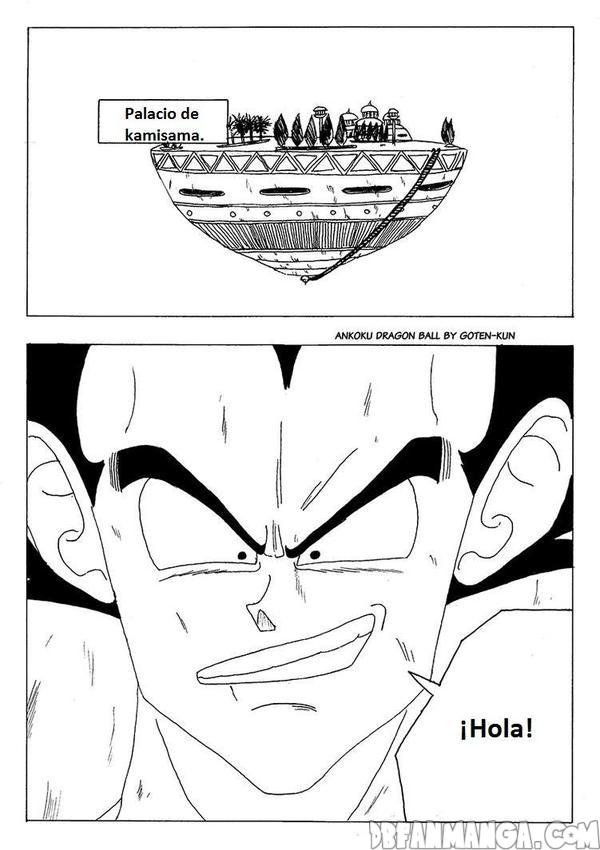 Palacio de
kamisama.
ANKOKU DRAGON BALL BY GOTEN-KUN
¡Hola!
DBFANMANGA.COM